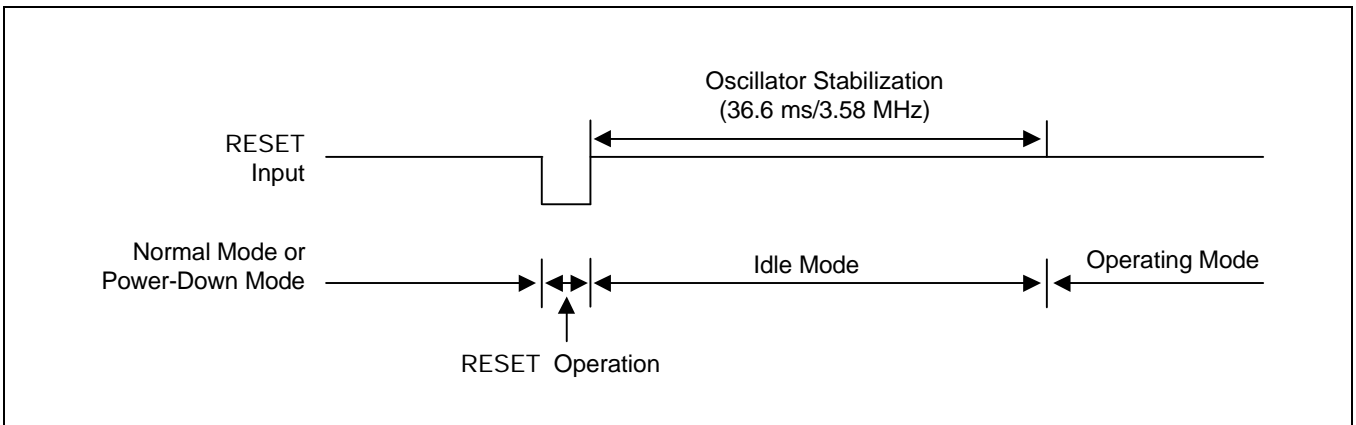 Oscillator Stabilization
(36.6 ms/3.58 MHz)
RESET
Input
Normal Mode or
Power-Down Mode
Idle Mode
Operating Mode
RESET Operation